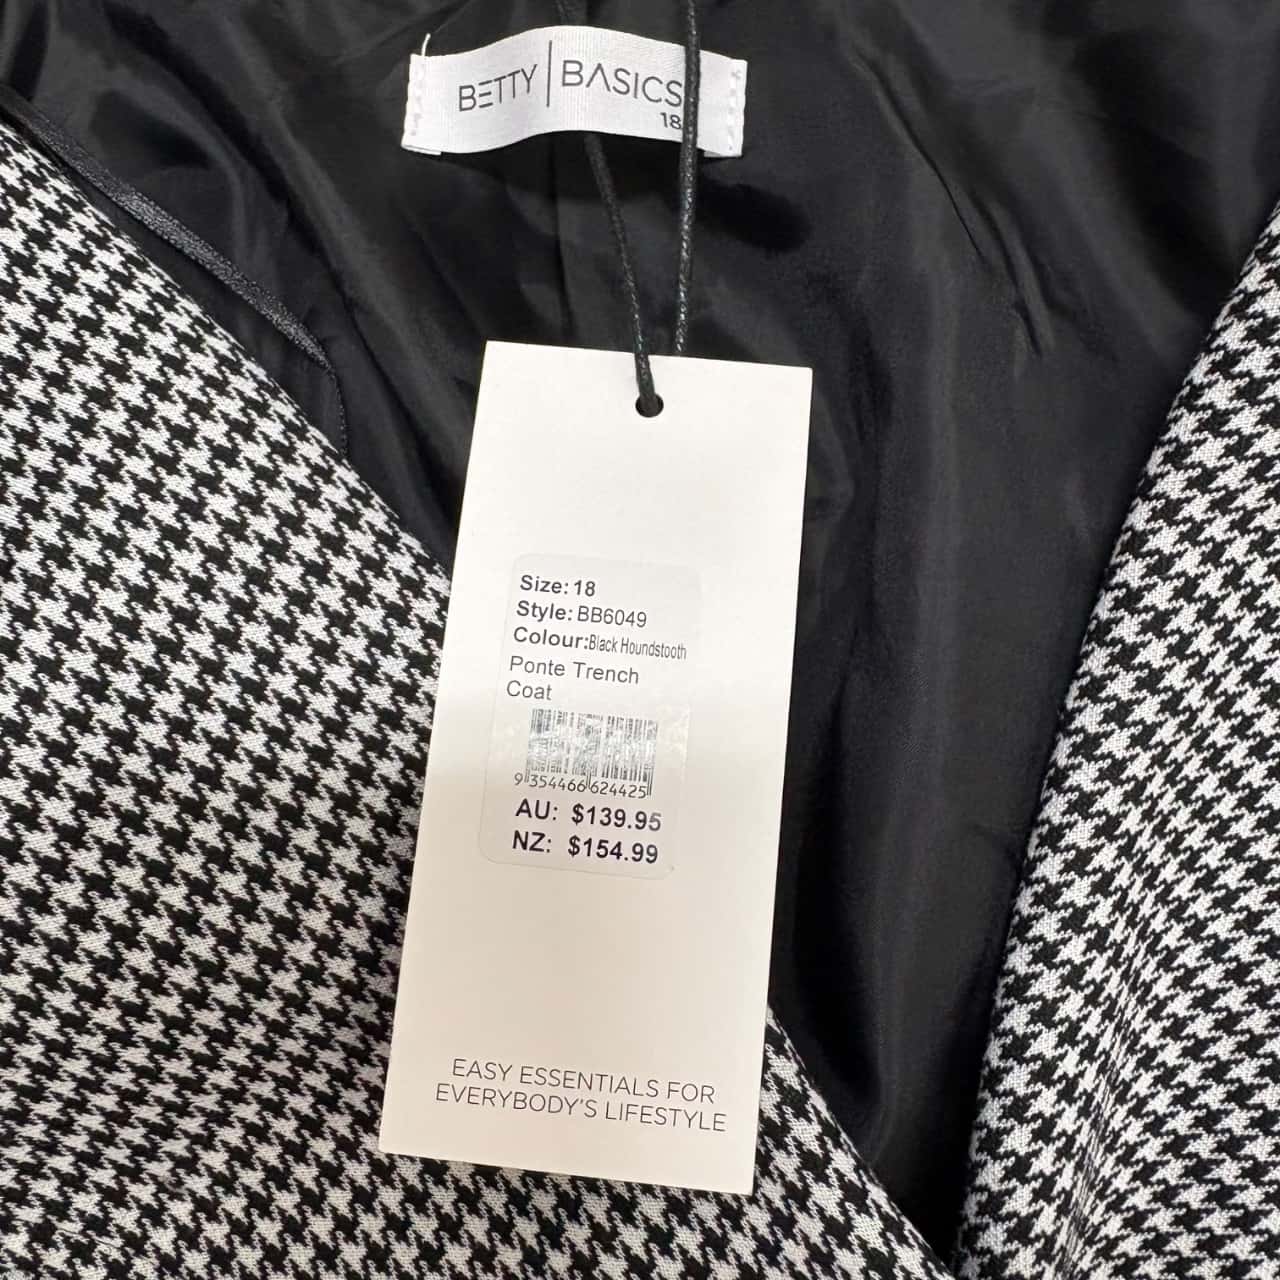 BETTY | BASICS
18
Size: 18
Style: BB6049
Colour: Black Houndstooth
Ponte Trench
Coat
9 354466 624425
AU: $139.95
NZ: $154.99
EASY ESSENTIALS FOR
EVERYBODY'S LIFESTYLE